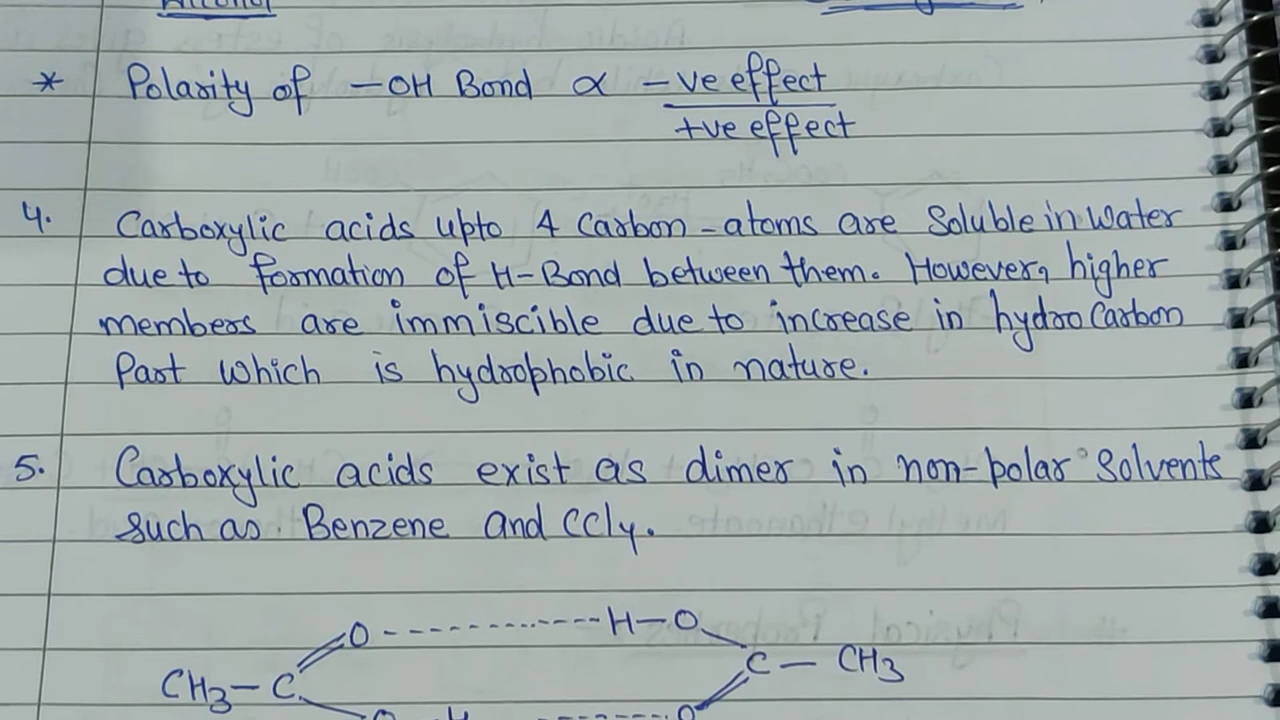 Alcohol
* Polarity of —OH Bond ∝ -ve effect
+ve effect
4. Carboxylic acids upto 4 Carbon-atoms are Soluble in Water
due to formation of H-Bond between them. However, higher
members are immiscible due to increase in hydrocarbon
Part which is hydrophobic in nature.
5. Carboxylic acids exist as dimer in non-polar Solvents
such as Benzene and CCl4.
O ------------ H—O
CH3—C C—CH3
O H ------ O